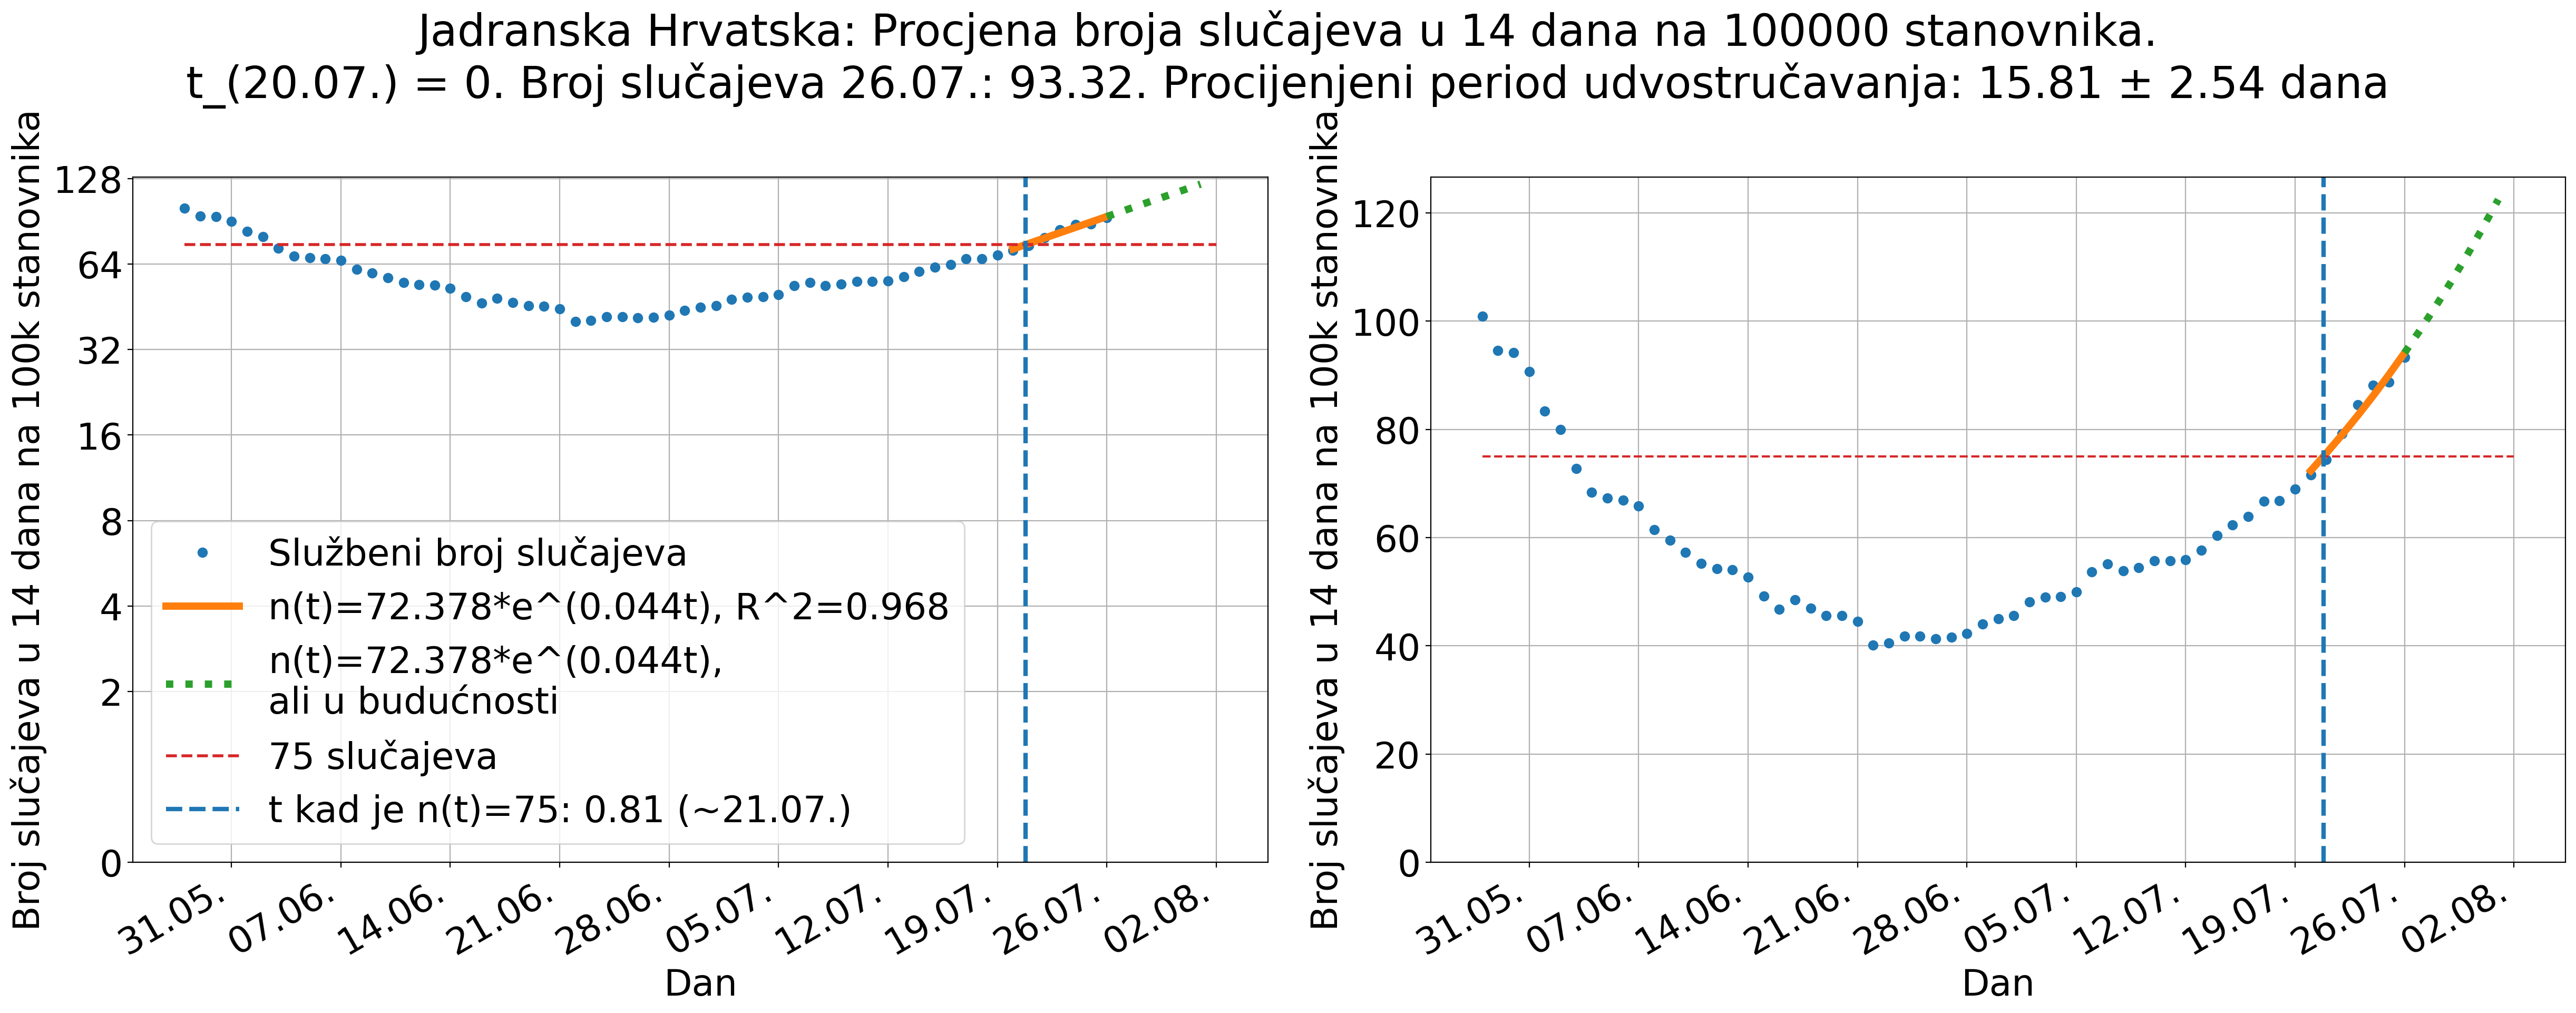 Jadranska Hrvatska: Procjena broja slučajeva u 14 dana na 100000 stanovnika.
t_(20.07.) = 0. Broj slučajeva 26.07.: 93.32. Procijenjeni period udvostručavanja: 15.81 ± 2.54 dana
Broj slučajeva u 14 dana na 100k stanovnika
128
64
32
16
8
4
2
0
Službeni broj slučajeva
n(t)=72.378*e^(0.044t), R^2=0.968
n(t)=72.378*e^(0.044t),
ali u budućnosti
75 slučajeva
t kad je n(t)=75: 0.81 (~21.07.)
31.05.
07.06.
14.06.
21.06.
28.06.
05.07.
12.07.
19.07.
26.07.
02.08.
Dan
Broj slučajeva u 14 dana na 100k stanovnika
120
100
80
60
40
20
0
31.05.
07.06.
14.06.
21.06.
28.06.
05.07.
12.07.
19.07.
26.07.
02.08.
Dan